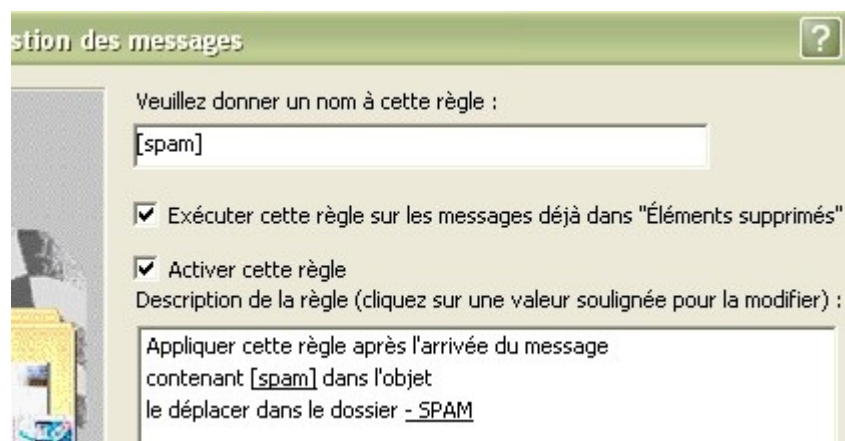 stion des messages
?
Veuillez donner un nom à cette règle :
[spam]
Exécuter cette règle sur les messages déjà dans "Éléments supprimés"
Activer cette règle
Description de la règle (cliquez sur une valeur soulignée pour la modifier) :
Appliquer cette règle après l'arrivée du message
contenant [spam] dans l'objet
le déplacer dans le dossier - SPAM